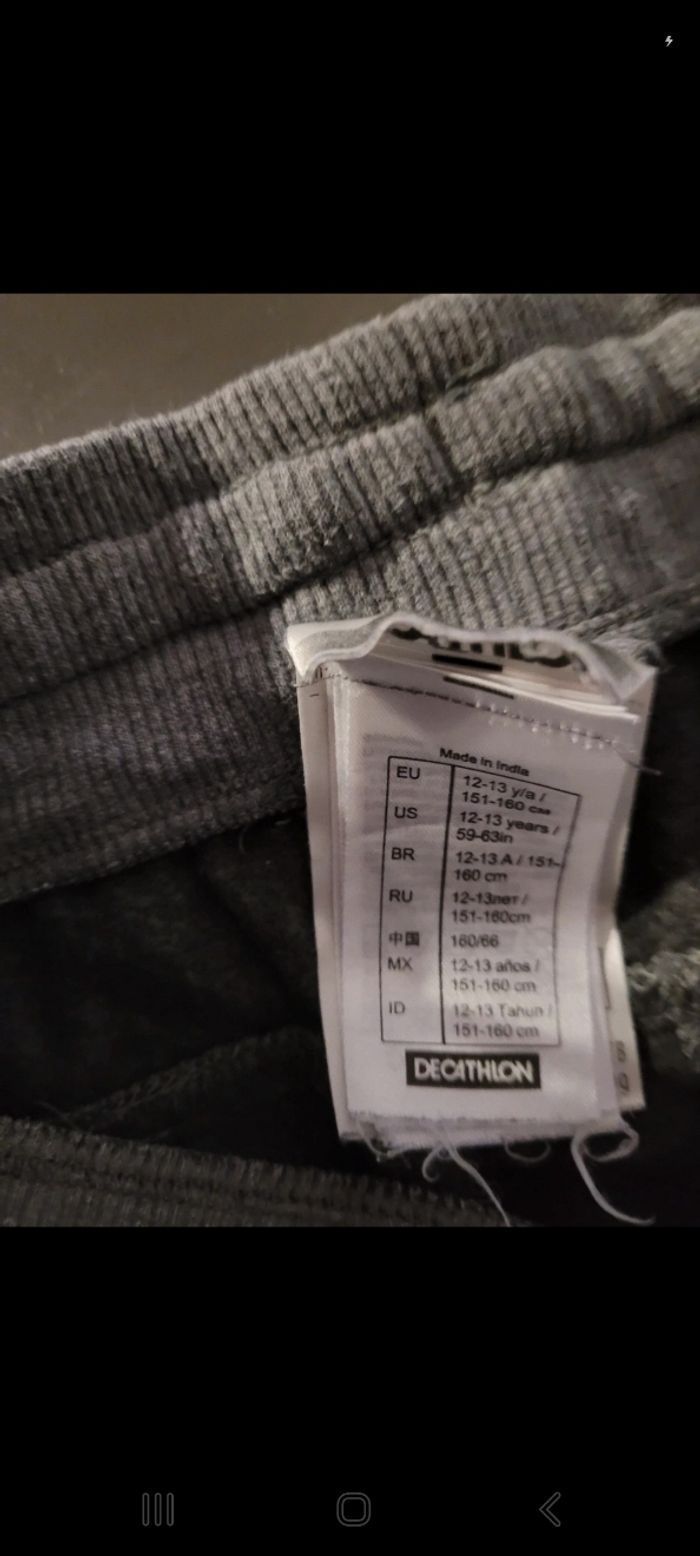 Made in India
EU 12-13 y/a /
151-160 cm
US 12-13 years /
59-63in
BR 12-13 A / 151-
160 cm
RU 12-13лет /
151-160cm
中国 160/66
MX 12-13 años /
151-160 cm
ID 12-13 Tahun /
151-160 cm
DECATHLON